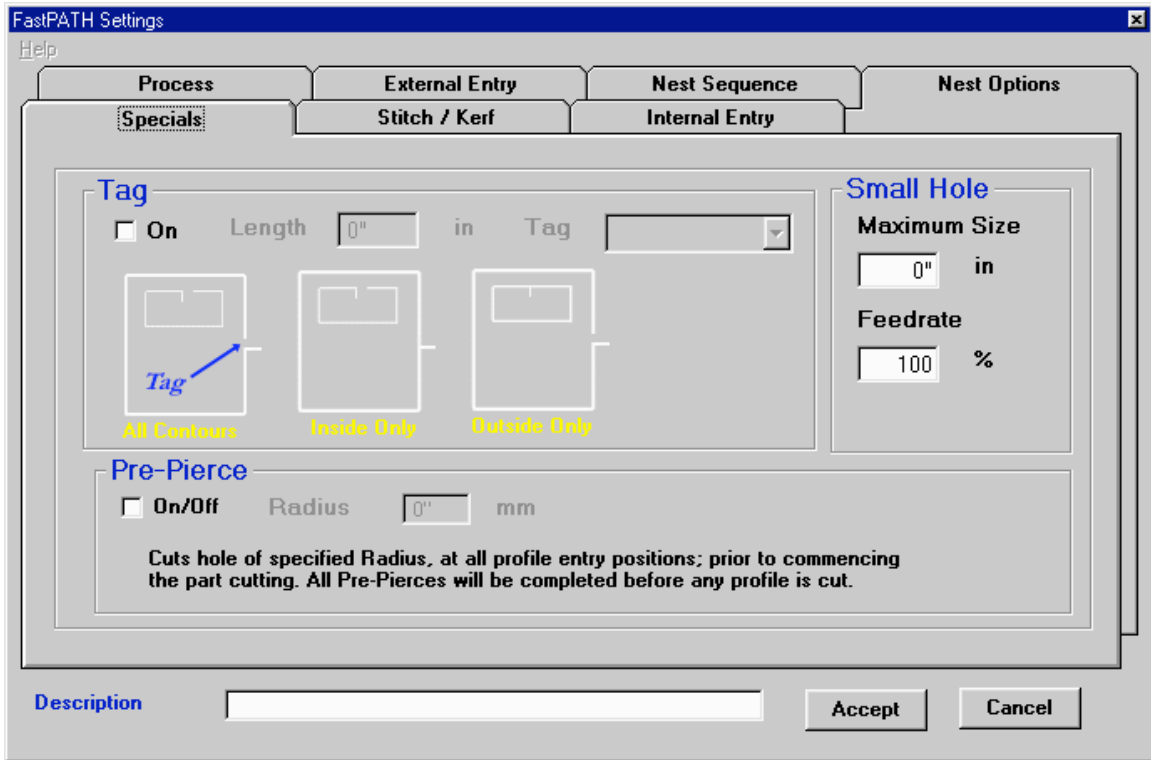 FastPATH Settings
Help
Process External Entry Nest Sequence Nest Options
Specials Stitch / Kerf Internal Entry
Tag
On Length 0" in Tag
Tag
All Contours Inside Only Outside Only
Small Hole
Maximum Size
0" in
Feedrate
100 %
Pre-Pierce
On/Off Radius 0" mm
Cuts hole of specified Radius, at all profile entry positions; prior to commencing
the part cutting. All Pre-Pierces will be completed before any profile is cut.
Description Accept Cancel